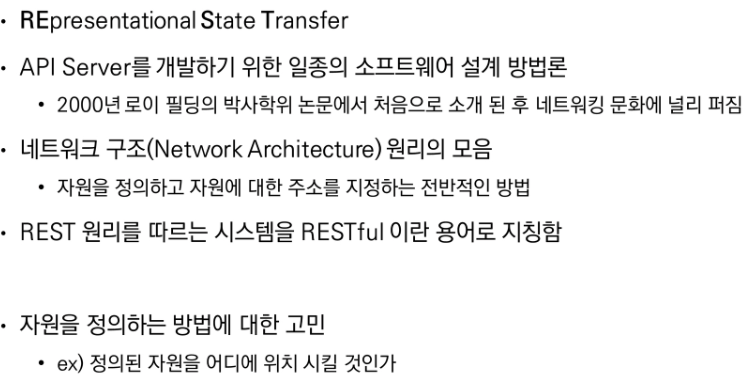 • REpresentational State Transfer
• API Server를 개발하기 위한 일종의 소프트웨어 설계 방법론
• 2000년 로이 필딩의 박사학위 논문에서 처음으로 소개 된 후 네트워킹 문화에 널리 퍼짐
• 네트워크 구조(Network Architecture) 원리의 모음
• 자원을 정의하고 자원에 대한 주소를 지정하는 전반적인 방법
• REST 원리를 따르는 시스템을 RESTful 이란 용어로 지칭함
• 자원을 정의하는 방법에 대한 고민
• ex) 정의된 자원을 어디에 위치 시킬 것인가